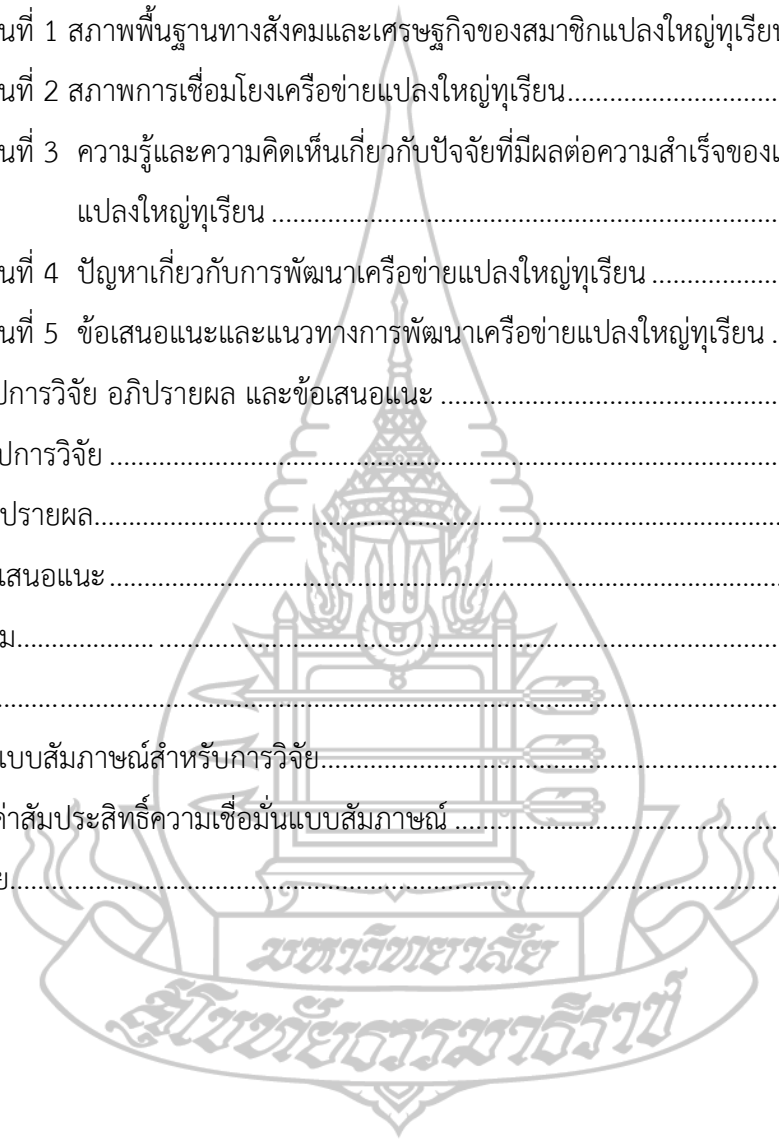 นที่ 1 สภาพพื้นฐานทางสังคมและเศรษฐกิจของสมาชิกแปลงใหญ่ทุเรียน
นที่ 2 สภาพการเชื่อมโยงเครือข่ายแปลงใหญ่ทุเรียน
นที่ 3 ความรู้และความคิดเห็นเกี่ยวกับปัจจัยที่มีผลต่อความสำเร็จของเ
แปลงใหญ่ทุเรียน
นที่ 4 ปัญหาเกี่ยวกับการพัฒนาเครือข่ายแปลงใหญ่ทุเรียน
นที่ 5 ข้อเสนอแนะและแนวทางการพัฒนาเครือข่ายแปลงใหญ่ทุเรียน
ปการวิจัย อภิปรายผล และข้อเสนอแนะ
ปการวิจัย
ปรายผล
เสนอแนะ
ม
แบบสัมภาษณ์สำหรับการวิจัย
ค่าสัมประสิทธิ์ความเชื่อมั่นแบบสัมภาษณ์
ย
มหาวิทยาลัย
สุโขทัยธรรมาธิราช